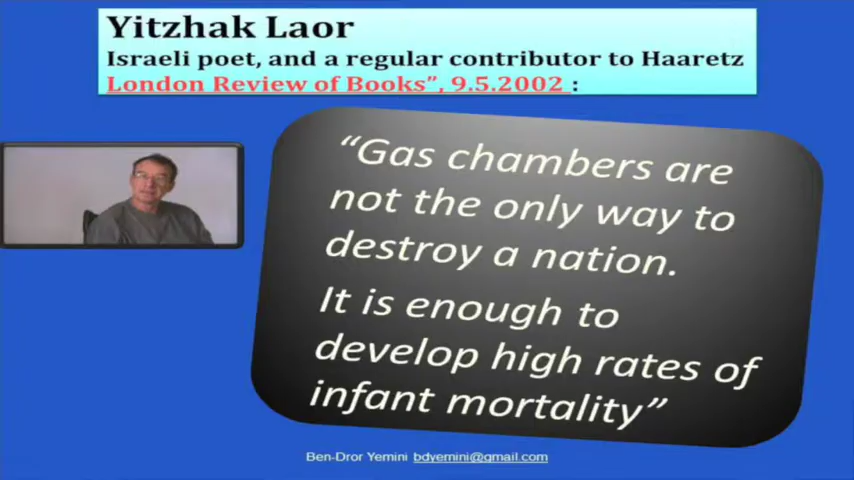 Yitzhak Laor
Israeli poet, and a regular contributor to Haaretz
London Review of Books”, 9.5.2002 :
“Gas chambers are
not the only way to
destroy a nation.
It is enough to
develop high rates of
infant mortality”
Ben-Dror Yemini bdyemini@gmail.com